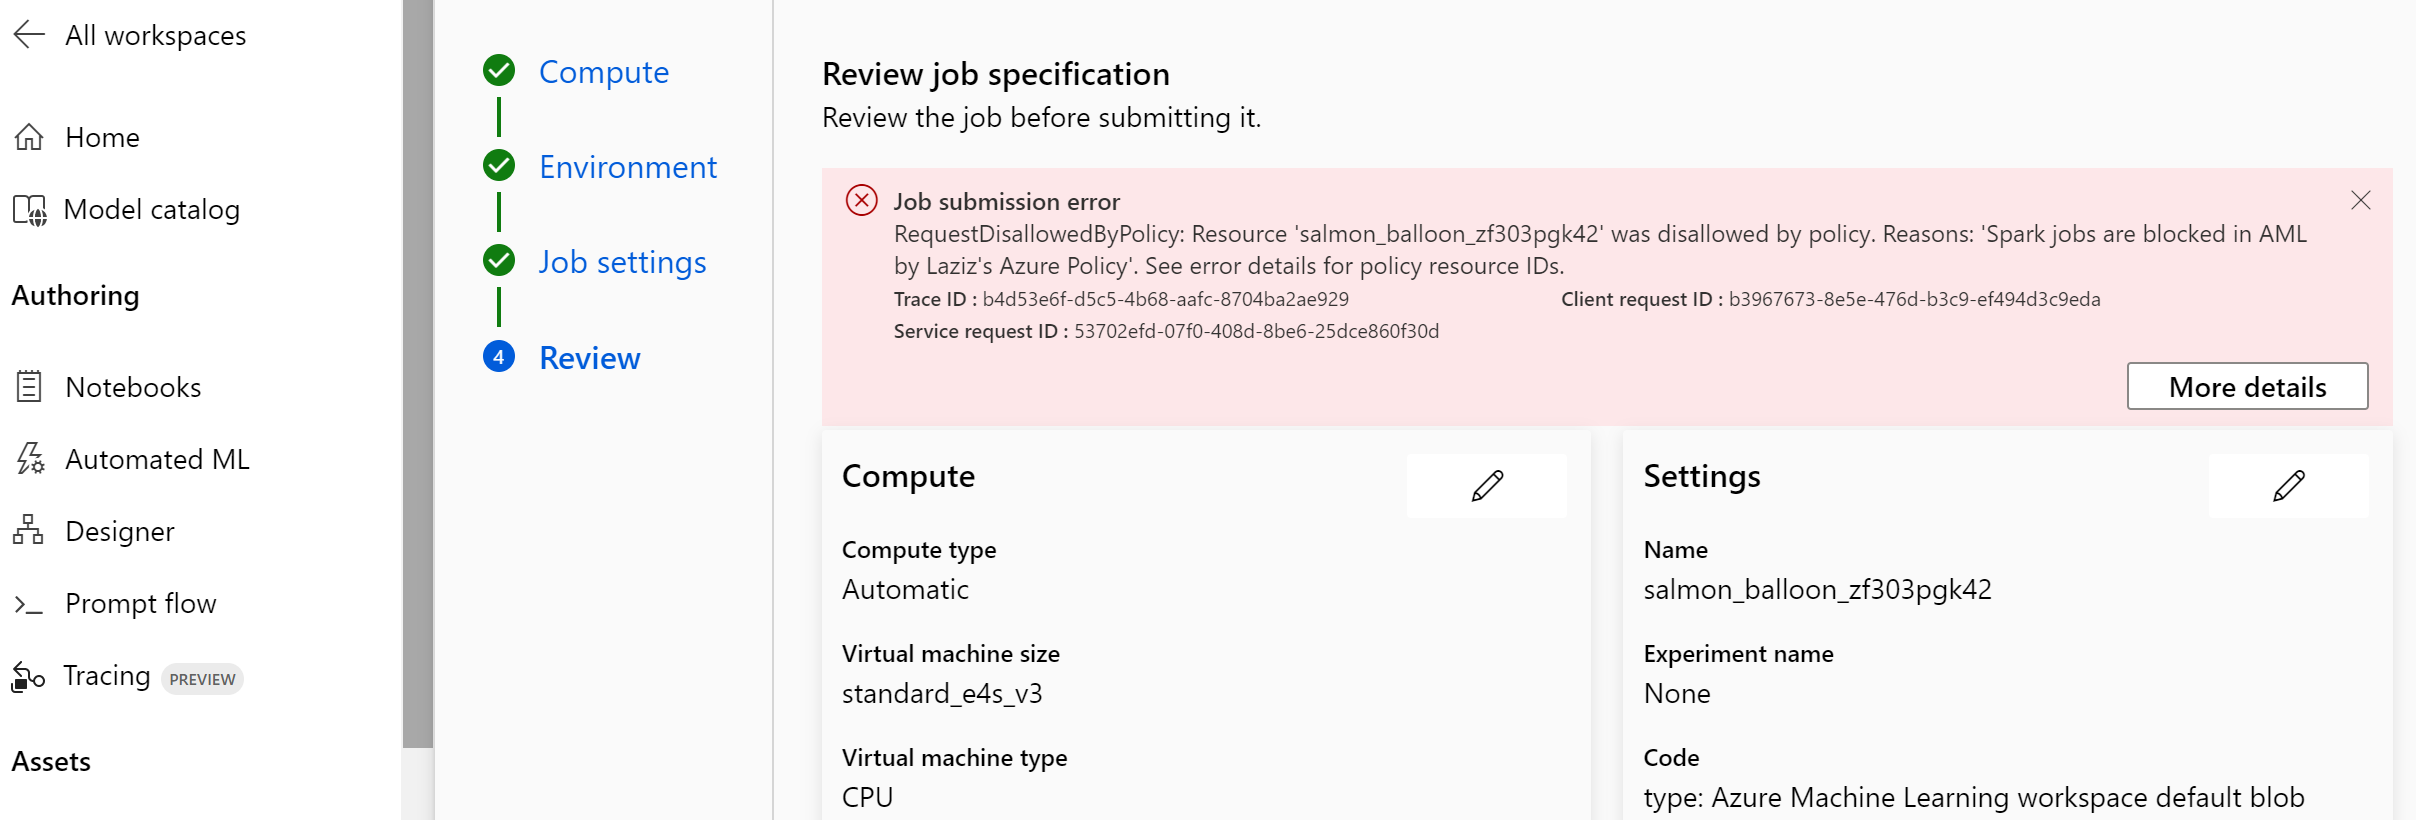 All workspaces
Home
Model catalog
Authoring
Notebooks
Automated ML
Designer
Prompt flow
Tracing PREVIEW
Assets
Compute
Environment
Job settings
4 Review
Review job specification
Review the job before submitting it.
Job submission error
RequestDisallowedByPolicy: Resource 'salmon_balloon_zf303pgk42' was disallowed by policy. Reasons: 'Spark jobs are blocked in AML
by Laziz's Azure Policy'. See error details for policy resource IDs.
Trace ID : b4d53e6f-d5c5-4b68-aafc-8704ba2ae929
Client request ID : b3967673-8e5e-476d-b3c9-ef494d3c9eda
Service request ID : 53702efd-07f0-408d-8be6-25dce860f30d
More details
Compute
Compute type
Automatic
Virtual machine size
standard_e4s_v3
Virtual machine type
CPU
Settings
Name
salmon_balloon_zf303pgk42
Experiment name
None
Code
type: Azure Machine Learning workspace default blob